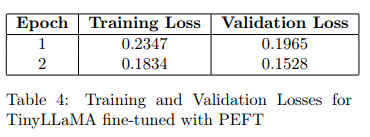 Epoch Training Loss Validation Loss
1 0.2347 0.1965
2 0.1834 0.1528
Table 4: Training and Validation Losses for
TinyLLaMA fine-tuned with PEFT